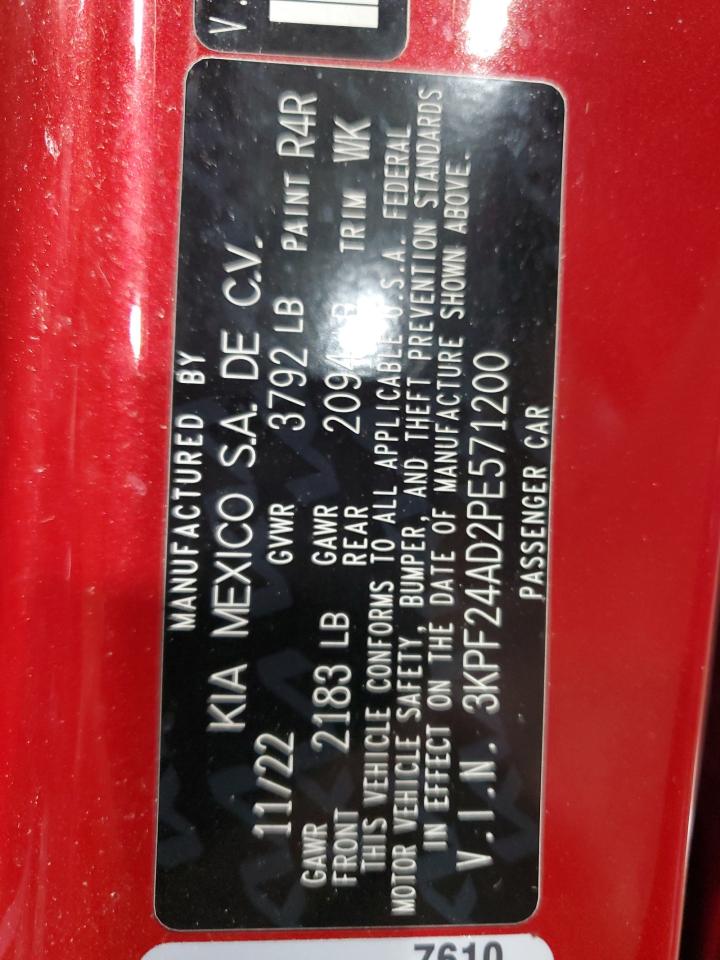 V.
MANUFACTURED BY
KIA MEXICO S.A. DE C.V.
11/22 GVWR 3792 LB PAINT R4R
GAWR FRONT 2183 LB GAWR REAR 2094 TRIM WK
THIS VEHICLE CONFORMS TO ALL APPLICABLE U.S.A. FEDERAL
MOTOR VEHICLE SAFETY, BUMPER, AND THEFT PREVENTION STANDARDS
IN EFFECT ON THE DATE OF MANUFACTURE SHOWN ABOVE.
V.I.N. 3KPF24AD2PE571200
PASSENGER CAR
7610